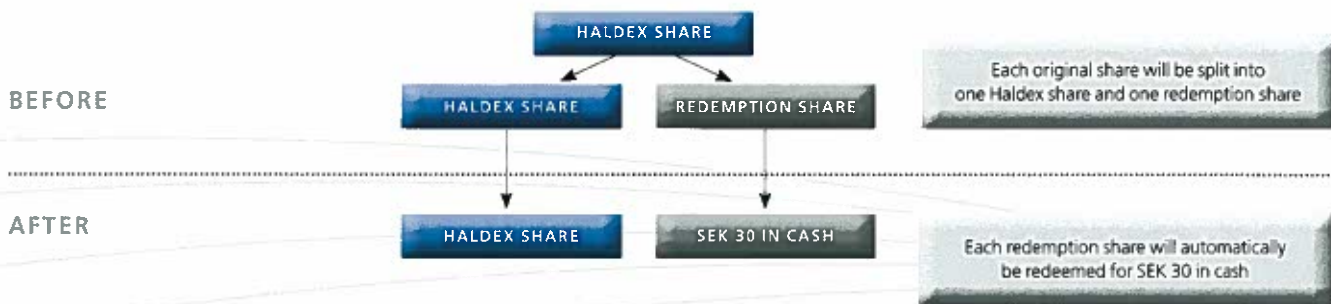 HALDEX SHARE
BEFORE
HALDEX SHARE
REDEMPTION SHARE
Each original share will be split into
one Haldex share and one redemption share
AFTER
HALDEX SHARE
SEK 30 IN CASH
Each redemption share will automatically
be redeemed for SEK 30 in cash